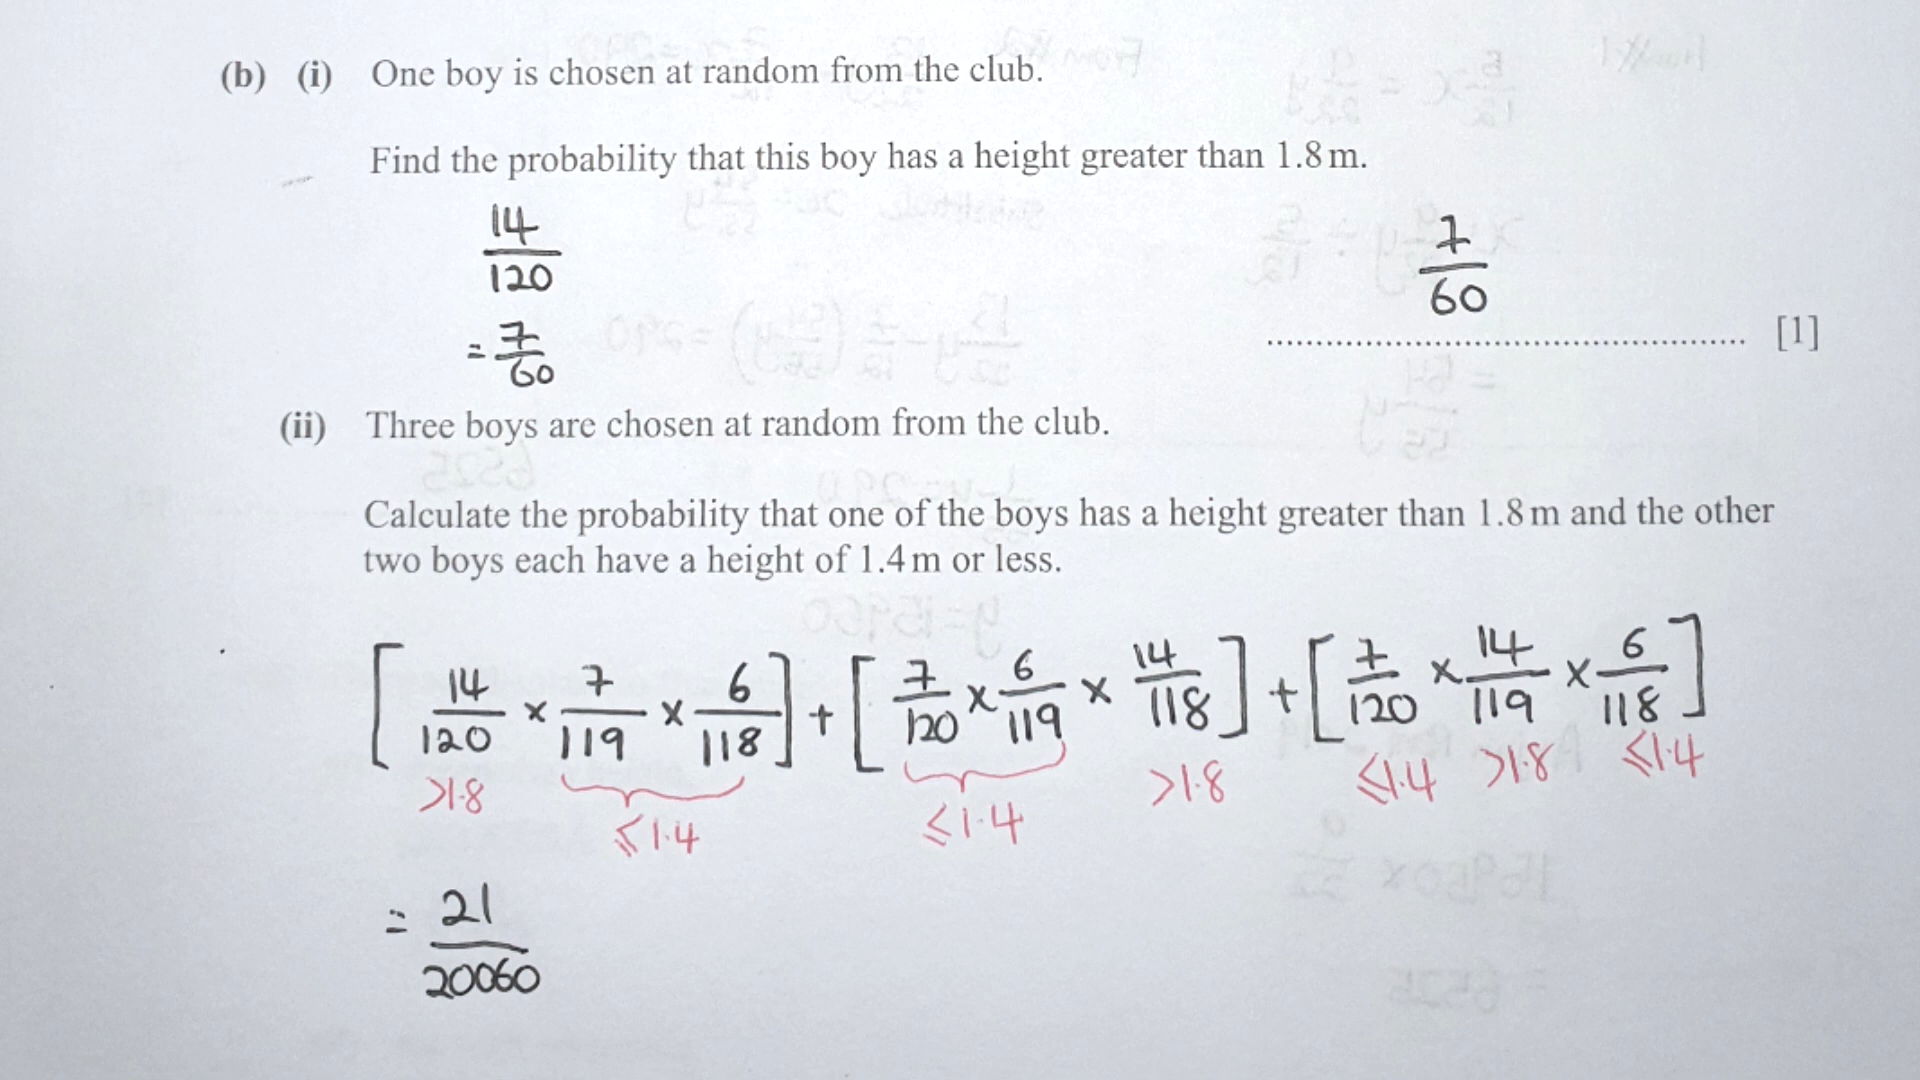 (b) (i) One boy is chosen at random from the club.
Find the probability that this boy has a height greater than 1.8 m.
14/120
= 7/60
7/60
[1]
(ii) Three boys are chosen at random from the club.
Calculate the probability that one of the boys has a height greater than 1.8 m and the other
two boys each have a height of 1.4 m or less.
[14/120 × 7/119 × 6/118] + [7/120 × 6/119 × 14/118] + [7/120 × 14/119 × 6/118]
>1.8 ≤1.4 ≤1.4 >1.8 ≤1.4 >1.8 ≤1.4
= 21/20060